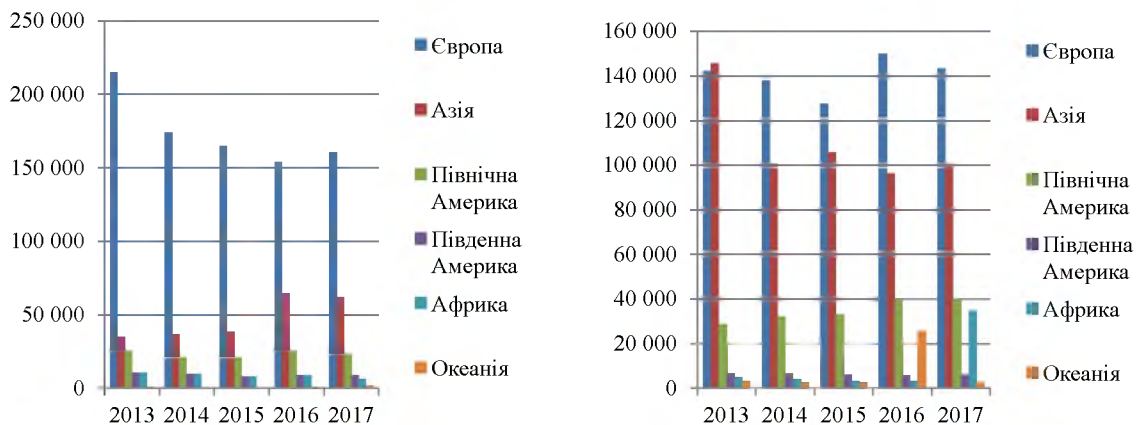 250 000
200 000
150 000
100 000
50 000
0
2013 2014 2015 2016 2017
Європа
Азія
Північна
Америка
Південна
Америка
Африка
Океанія
160 000
140 000
120 000
100 000
80 000
60 000
40 000
20 000
0
2013 2014 2015 2016 2017
Європа
Азія
Північна
Америка
Південна
Америка
Африка
Океанія